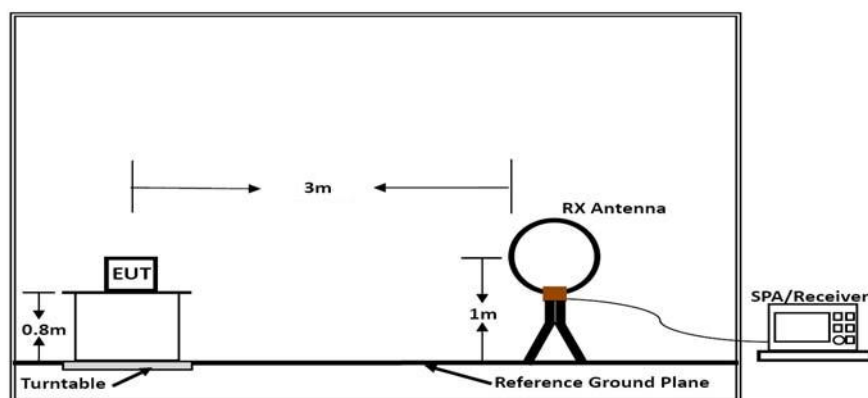 3m
RX Antenna
EUT
SPA/Receiver
0.8m
1m
Turntable
Reference Ground Plane